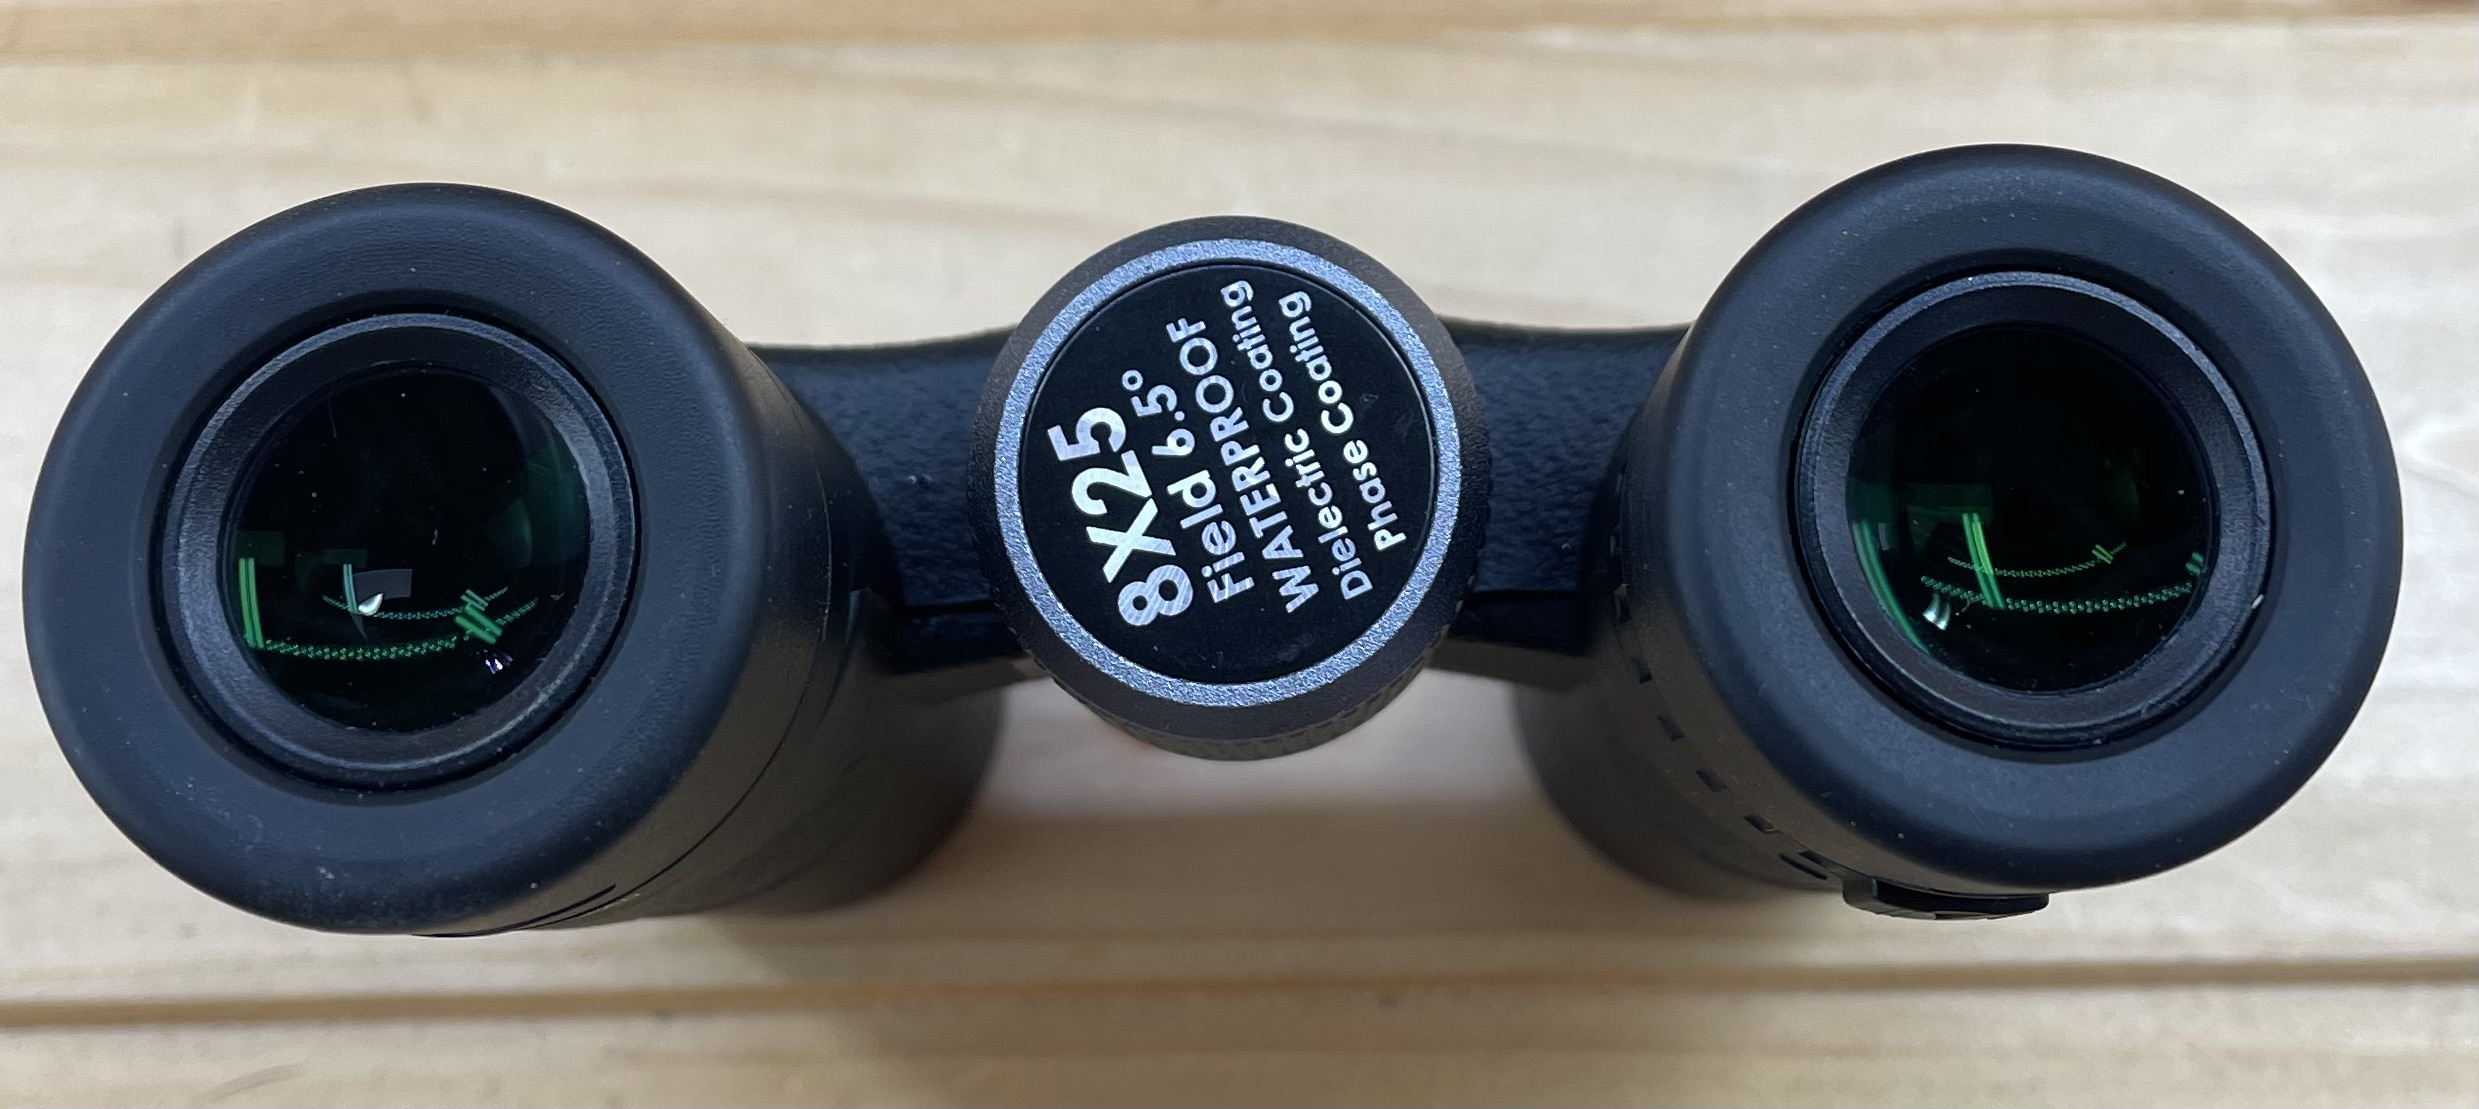 8X25
Field 6.5°
WATERPROOF
Dielectric Coating
Phase Coating